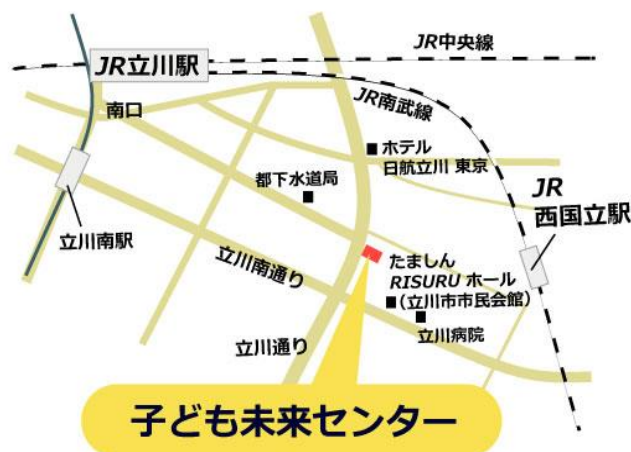 JR中央線
JR立川駅
JR南武線
南口
ホテル
日航立川 東京
都下水道局
JR
西国立駅
立川南駅
たましん
RISURU ホール
(立川市市民会館)
立川南通り
立川病院
立川通り
子ども未来センター